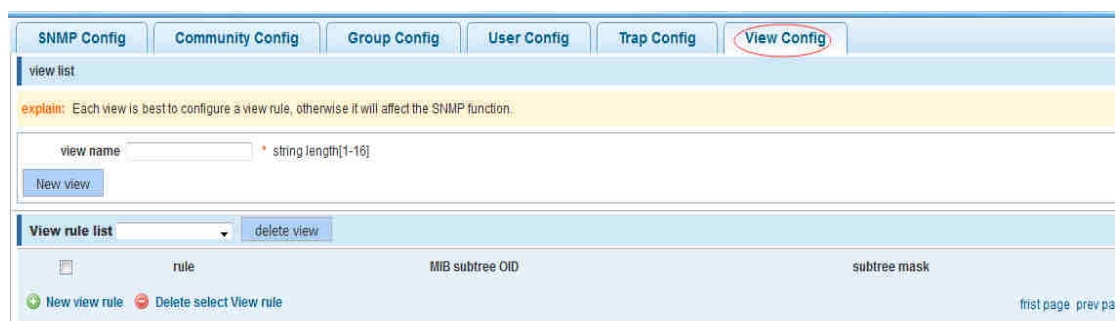 SNMP Config Community Config Group Config User Config Trap Config View Config
view list
explain: Each view is best to configure a view rule, otherwise it will affect the SNMP function.
view name * string length[1-16]
New view
View rule list delete view
rule MIB subtree OID subtree mask
New view rule Delete select View rule frist page prev pa